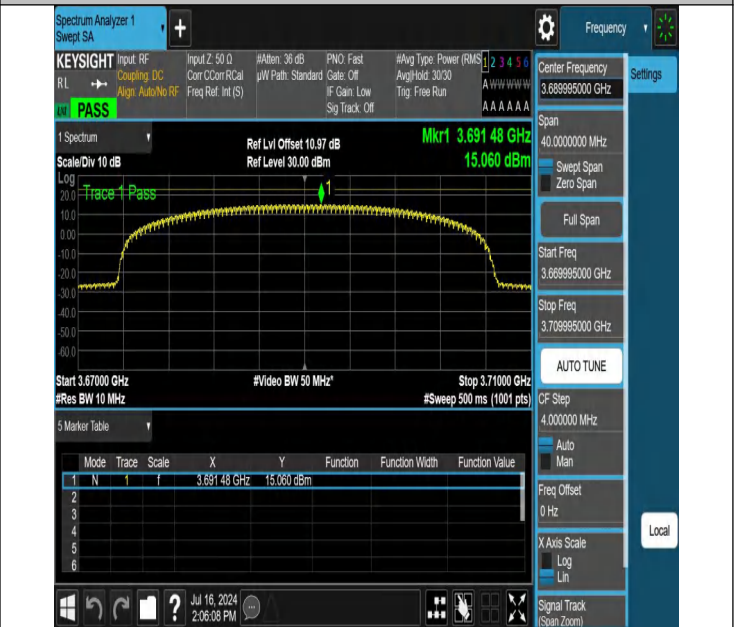 Spectrum Analyzer 1
Swept SA
+
Frequency
KEYSIGHT
RL
PASS
Input: RF
Coupling: DC
Align: Auto/No RF
Input Z: 50 Ω
Corr CCorr RCal
Freq Ref: Int (S)
#Atten: 36 dB
µW Path: Standard
PNO: Fast
Gate: Off
IF Gain: Low
Sig Track: Off
#Avg Type: Power (RMS
Avg|Hold: 30/30
Trig: Free Run
1 2 3 4 5 6
A W W W W W
A A A A A A
1 Spectrum
Scale/Div 10 dB
Ref Lvl Offset 10.97 dB
Ref Level 30.00 dBm
Mkr1 3.691 48 GHz
15.060 dBm
Log
Trace 1 Pass
1
20.0
10.0
0.00
-10.0
-20.0
-30.0
-40.0
-50.0
-60.0
Start 3.67000 GHz
#Res BW 10 MHz
#Video BW 50 MHz*
Stop 3.71000 GHz
#Sweep 500 ms (1001 pts)
5 Marker Table
Mode Trace Scale X Y Function Function Width Function Value
1 N 1 f 3.691 48 GHz 15.060 dBm
2
3
4
5
6
Jul 16, 2024
2:06:08 PM
?
Center Frequency
3.689995000 GHz
Span
40.0000000 MHz
Swept Span
Zero Span
Full Span
Start Freq
3.669995000 GHz
Stop Freq
3.709995000 GHz
AUTO TUNE
CF Step
4.000000 MHz
Auto
Man
Freq Offset
0 Hz
X Axis Scale
Log
Lin
Signal Track
(Span Zoom)
Settings
Local